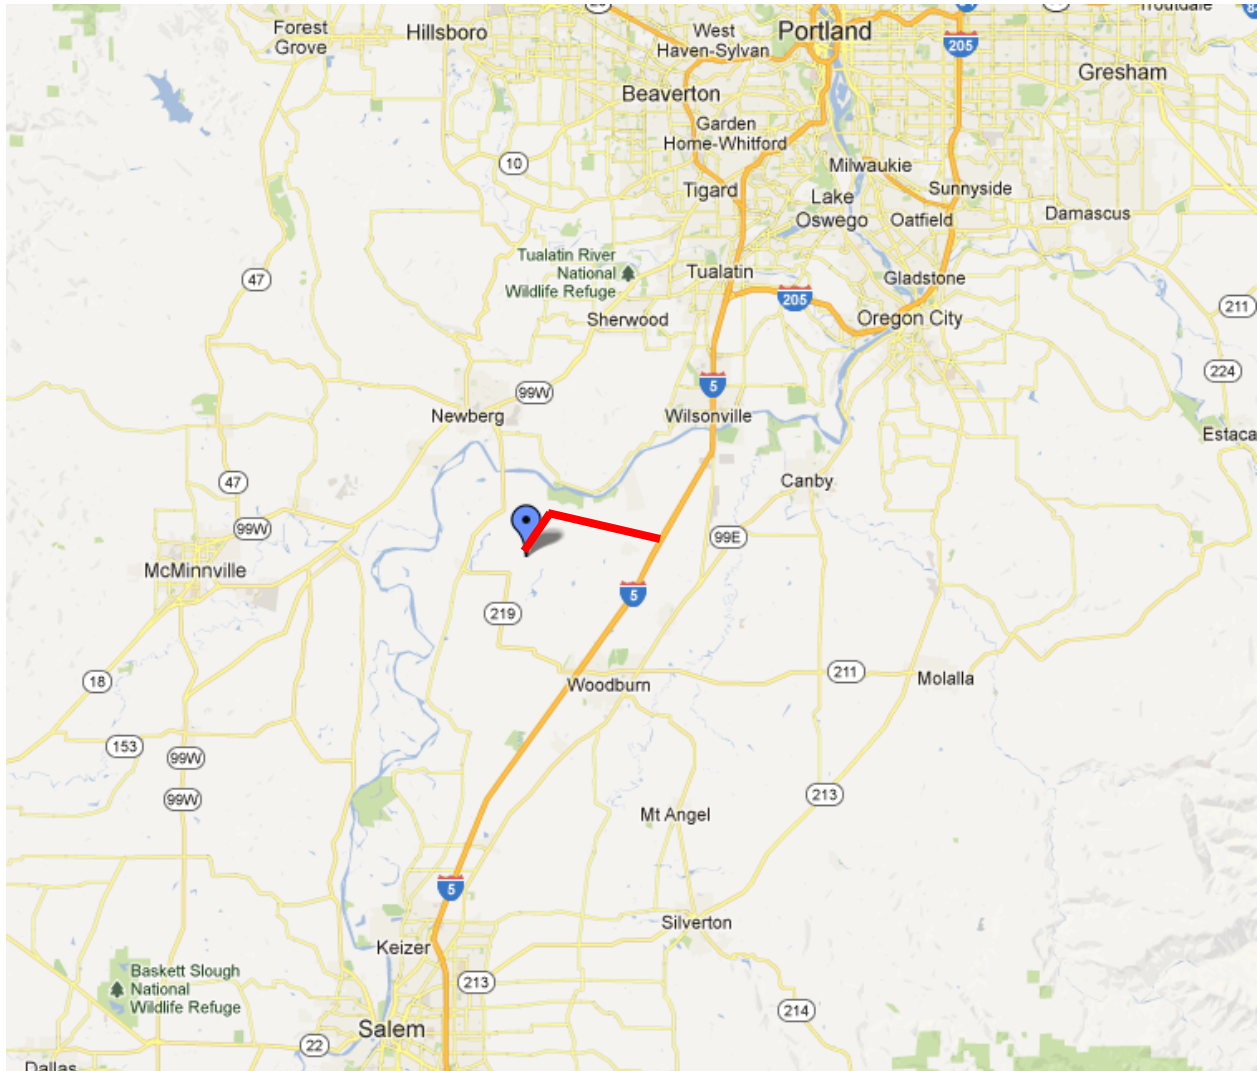 Forest
Grove
Hillsboro
West
Haven-Sylvan
Portland
205
Gresham
Beaverton
Garden
Home-Whitford
10
Milwaukie
Tigard
Lake
Oswego
Sunnyside
Oatfield
Damascus
Tualatin River
National
Wildlife Refuge
Tualatin
Gladstone
47
205
Sherwood
Oregon City
211
224
5
99W
Newberg
Wilsonville
Estaca
47
Canby
99W
99E
McMinnville
5
219
18
Woodburn
211
Molalla
153
99W
99W
213
Mt Angel
5
Silverton
Keizer
Baskett Slough
National
Wildlife Refuge
213
214
Salem
22
Dallas